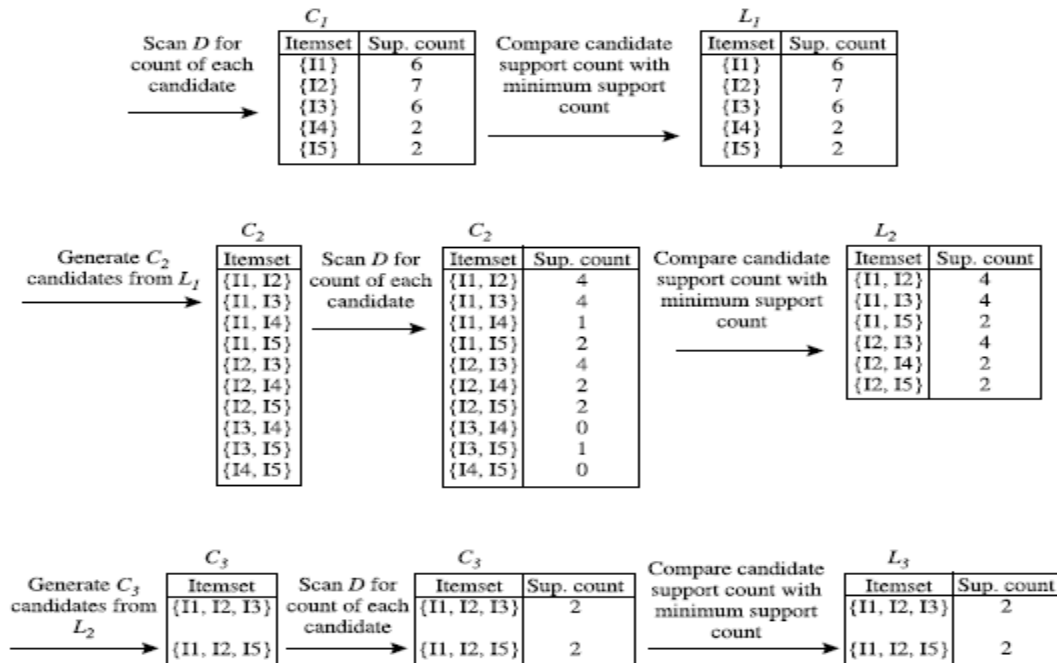 C1
L1
Scan D for
count of each
candidate
Itemset Sup. count
{I1} 6
{I2} 7
{I3} 6
{I4} 2
{I5} 2
Compare candidate
support count with
minimum support
count
Itemset Sup. count
{I1} 6
{I2} 7
{I3} 6
{I4} 2
{I5} 2
Generate C2
candidates from L1
C2
Itemset
{I1, I2}
{I1, I3}
{I1, I4}
{I1, I5}
{I2, I3}
{I2, I4}
{I2, I5}
{I3, I4}
{I3, I5}
{I4, I5}
Scan D for
count of each
candidate
C2
Itemset Sup. count
{I1, I2} 4
{I1, I3} 4
{I1, I4} 1
{I1, I5} 2
{I2, I3} 4
{I2, I4} 2
{I2, I5} 2
{I3, I4} 0
{I3, I5} 1
{I4, I5} 0
Compare candidate
support count with
minimum support
count
L2
Itemset Sup. count
{I1, I2} 4
{I1, I3} 4
{I1, I5} 2
{I2, I3} 4
{I2, I4} 2
{I2, I5} 2
Generate C3
candidates from
L2
C3
Itemset
{I1, I2, I3}
{I1, I2, I5}
Scan D for
count of each
candidate
C3
Itemset Sup. count
{I1, I2, I3} 2
{I1, I2, I5} 2
Compare candidate
support count with
minimum support
count
L3
Itemset Sup. count
{I1, I2, I3} 2
{I1, I2, I5} 2